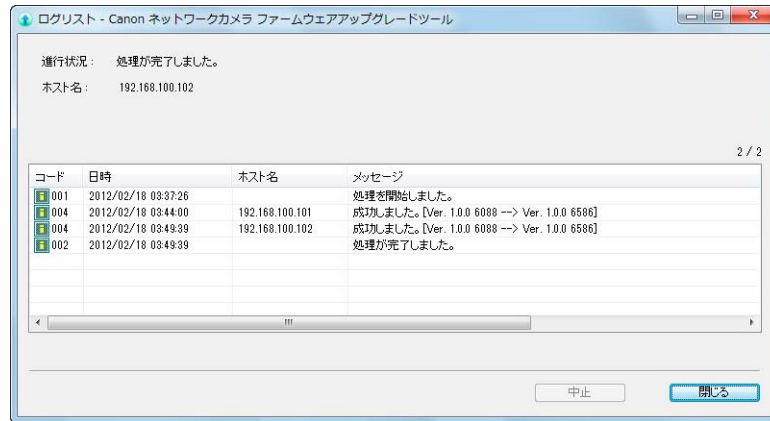 ログリスト - Canon ネットワークカメラ ファームウェアアップグレードツール
進行状況： 処理が完了しました。
ホスト名： 192.168.100.102
2 / 2
コード 日時 ホスト名 メッセージ
001 2012/02/18 03:37:26 処理を開始しました。
004 2012/02/18 03:44:00 192.168.100.101 成功しました。[Ver. 1.0.0 6088 --> Ver. 1.0.0 6586]
004 2012/02/18 03:49:39 192.168.100.102 成功しました。[Ver. 1.0.0 6088 --> Ver. 1.0.0 6586]
002 2012/02/18 03:49:39 処理が完了しました。
中止 閉じる